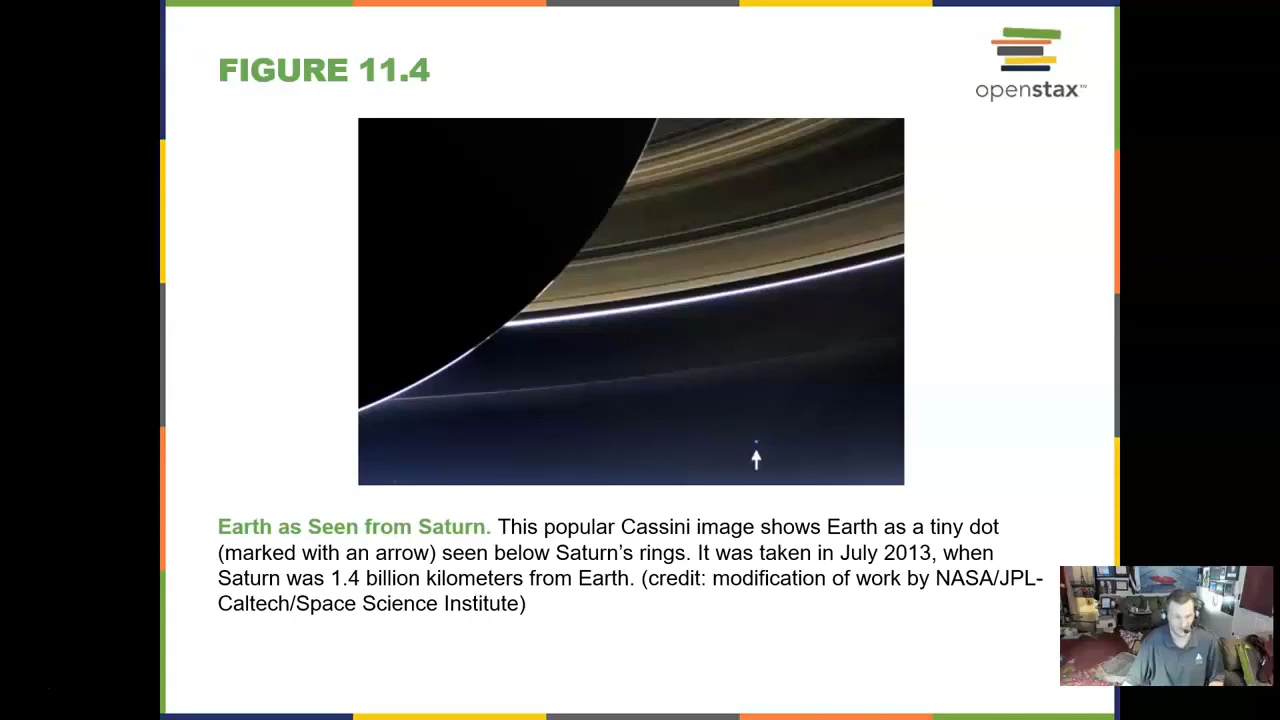 FIGURE 11.4
openstax™
Earth as Seen from Saturn. This popular Cassini image shows Earth as a tiny dot
(marked with an arrow) seen below Saturn’s rings. It was taken in July 2013, when
Saturn was 1.4 billion kilometers from Earth. (credit: modification of work by NASA/JPL-
Caltech/Space Science Institute)